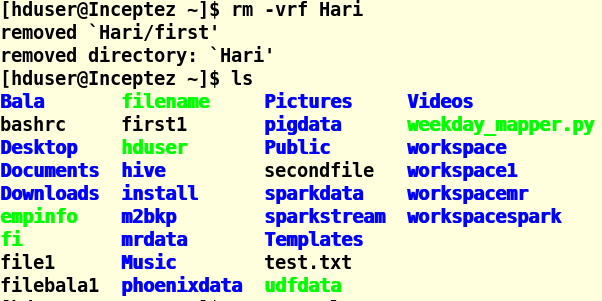 [hduser@Inceptez ~]$ rm -vrf Hari
removed `Hari/first'
removed directory: `Hari'
[hduser@Inceptez ~]$ ls
Bala filename Pictures Videos
bashrc first1 pigdata weekday_mapper.py
Desktop hduser Public workspace
Documents hive secondfile workspace1
Downloads install sparkdata workspacemr
empinfo m2bkp sparkstream workspacespark
fi mrdata Templates
file1 Music test.txt
filebala1 phoenixdata udfdata